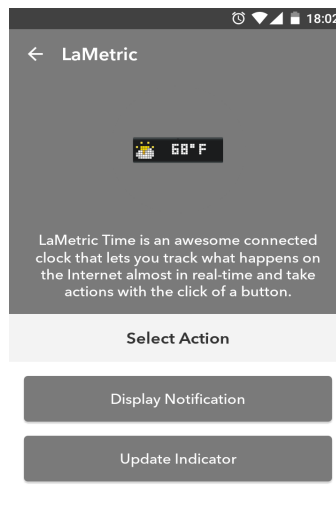 18:02
LaMetric
68°F
LaMetric Time is an awesome connected
clock that lets you track what happens on
the Internet almost in real-time and take
actions with the click of a button.
Select Action
Display Notification
Update Indicator